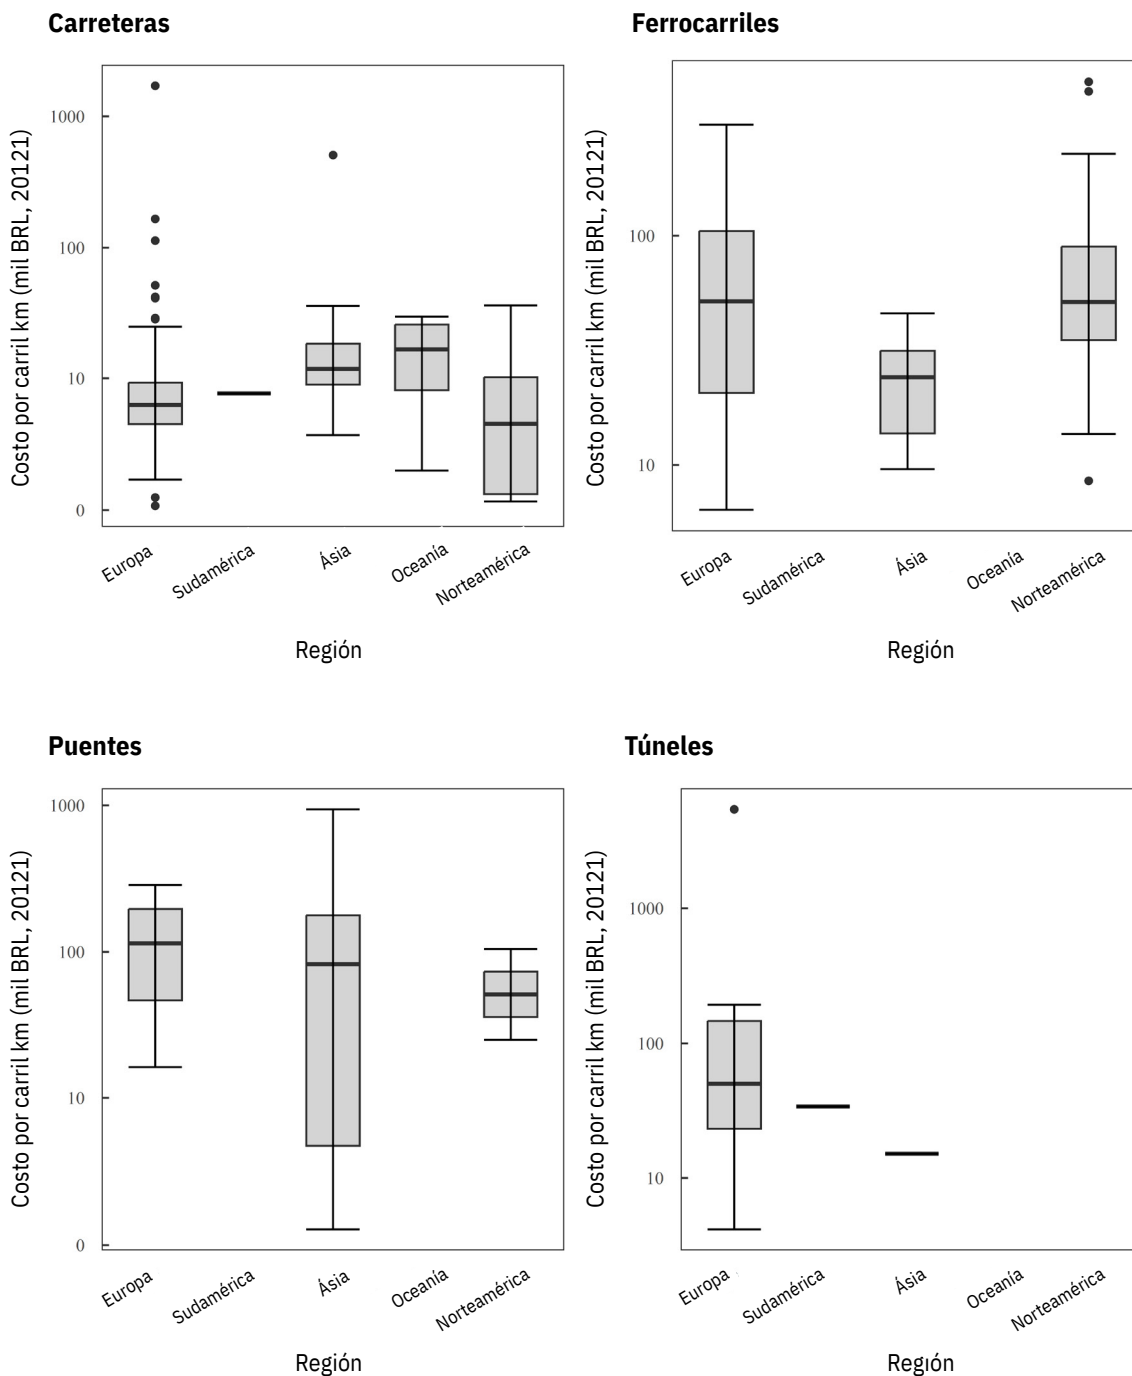 Carreteras
Costo por carril km (mil BRL, 20121)
1000
100
10
0
Europa
Sudamérica
Ásia
Oceanía
Norteamérica
Región
Ferrocarriles
Costo por carril km (mil BRL, 20121)
100
10
Europa
Sudamérica
Ásia
Oceanía
Norteamérica
Región
Puentes
Costo por carril km (mil BRL, 20121)
1000
100
10
0
Europa
Sudamérica
Ásia
Oceanía
Norteamérica
Región
Túneles
Costo por carril km (mil BRL, 20121)
1000
100
10
Europa
Sudamérica
Ásia
Oceanía
Norteamérica
Región